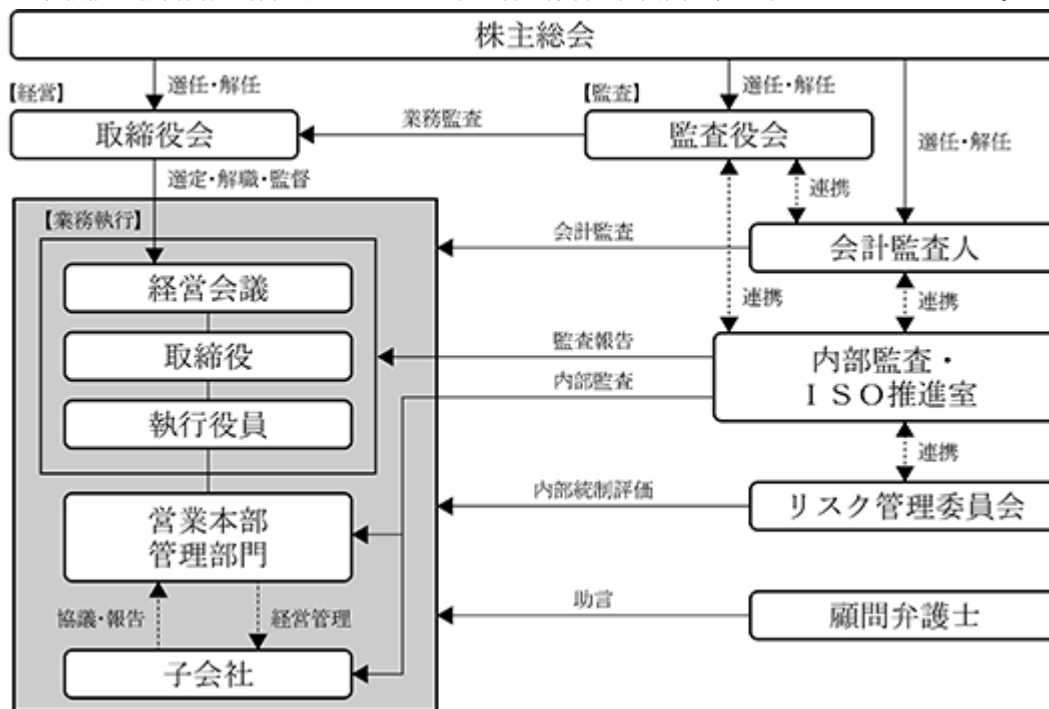 株主総会
選任・解任
選任・解任
選任・解任
【経営】
【監査】
取締役会
業務監査
監査役会
選定・解職・監督
連携
【業務執行】
会計監査
会計監査人
経営会議
連携
連携
取締役
監査報告
内部監査・
ISO推進室
内部監査
執行役員
連携
内部統制評価
リスク管理委員会
営業本部
管理部門
協議・報告
経営管理
助言
顧問弁護士
子会社